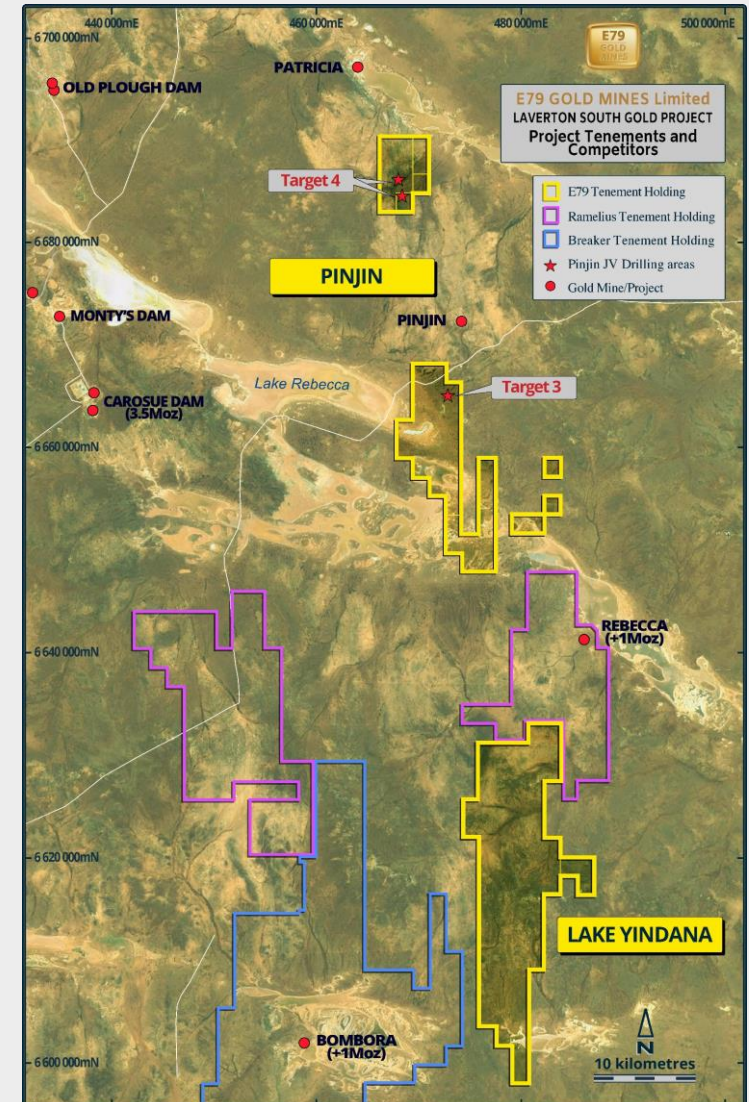 440 000mE
460 000mE
480 000mE
500 000mE
6 700 000mN
6 680 000mN
6 660 000mN
6 640 000mN
6 620 000mN
6 600 000mN
E79
GOLD
MINES
E79 GOLD MINES Limited
LAVERTON SOUTH GOLD PROJECT
Project Tenements and
Competitors
E79 Tenement Holding
Ramelius Tenement Holding
Breaker Tenement Holding
Pinjin JV Drilling areas
Gold Mine/Project
PATRICIA
OLD PLOUGH DAM
Target 4
PINJIN
MONTY'S DAM
PINJIN
Lake Rebecca
Target 3
CAROSUE DAM
(3.5Moz)
REBECCA
(+1Moz)
LAKE YINDANA
BOMBORA
(+1Moz)
N
10 kilometres